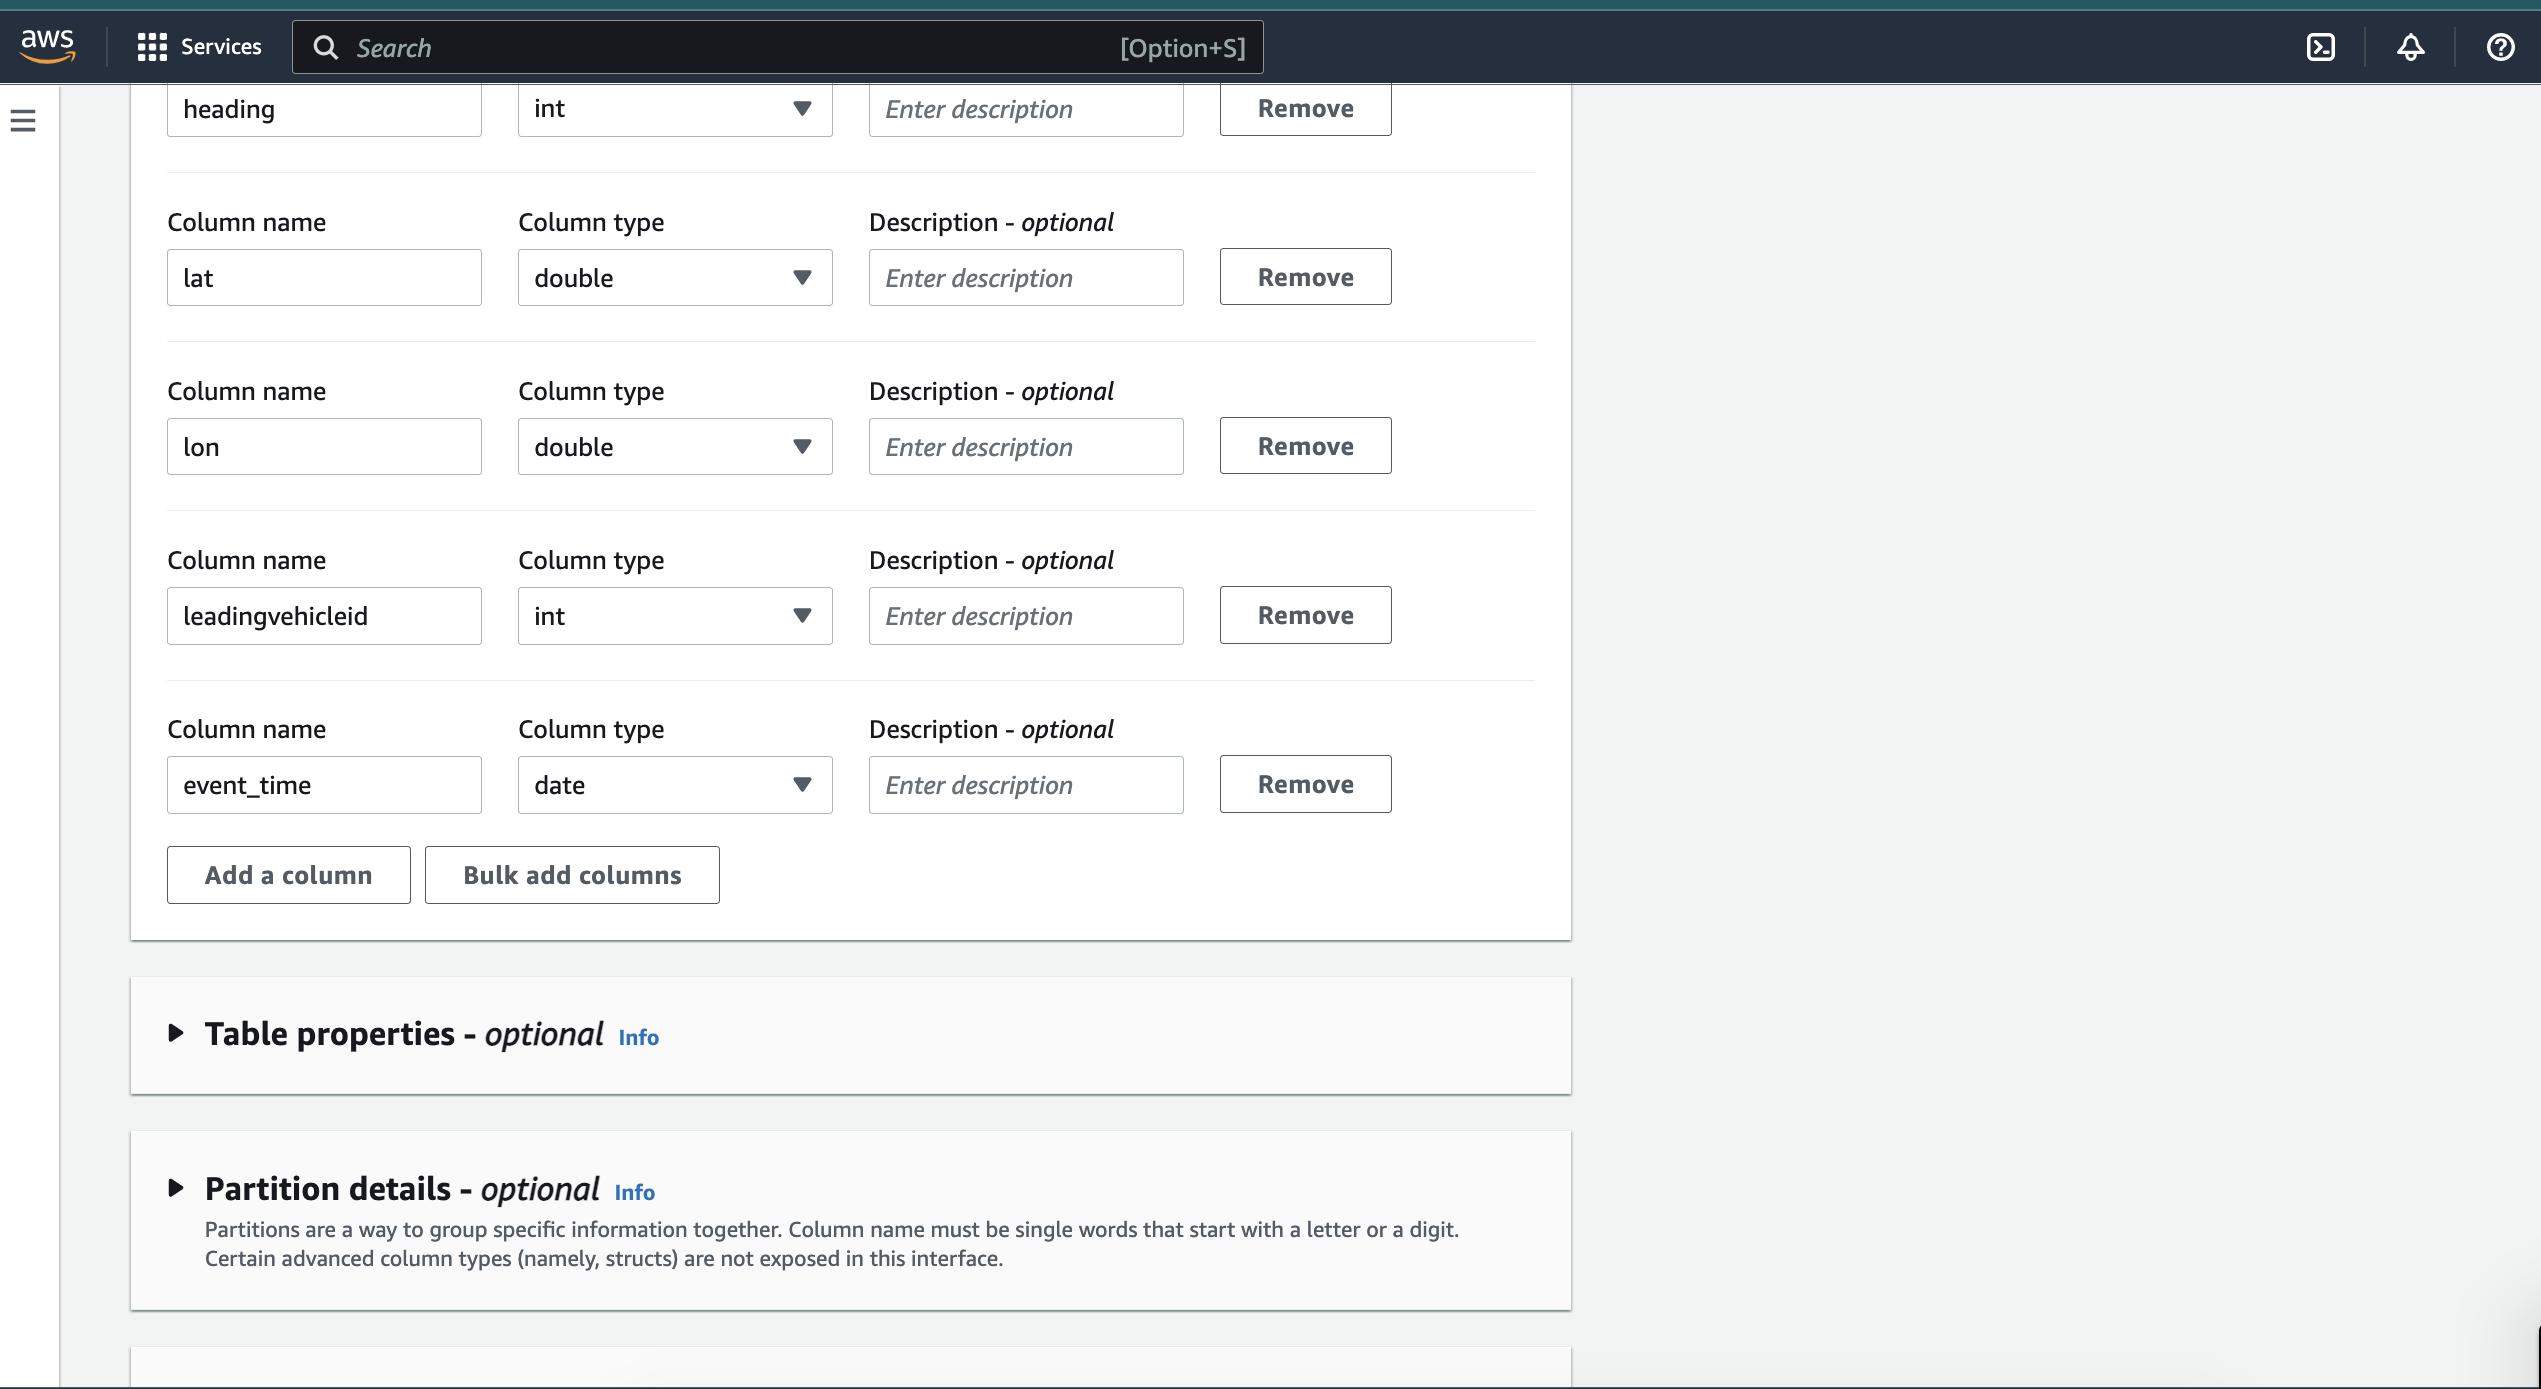 aws Services Search [Option+S]
heading int Enter description Remove
Column name Column type Description - optional
lat double Enter description Remove
Column name Column type Description - optional
lon double Enter description Remove
Column name Column type Description - optional
leadingvehicleid int Enter description Remove
Column name Column type Description - optional
event_time date Enter description Remove
Add a column Bulk add columns
Table properties - optional Info
Partition details - optional Info
Partitions are a way to group specific information together. Column name must be single words that start with a letter or a digit.
Certain advanced column types (namely, structs) are not exposed in this interface.